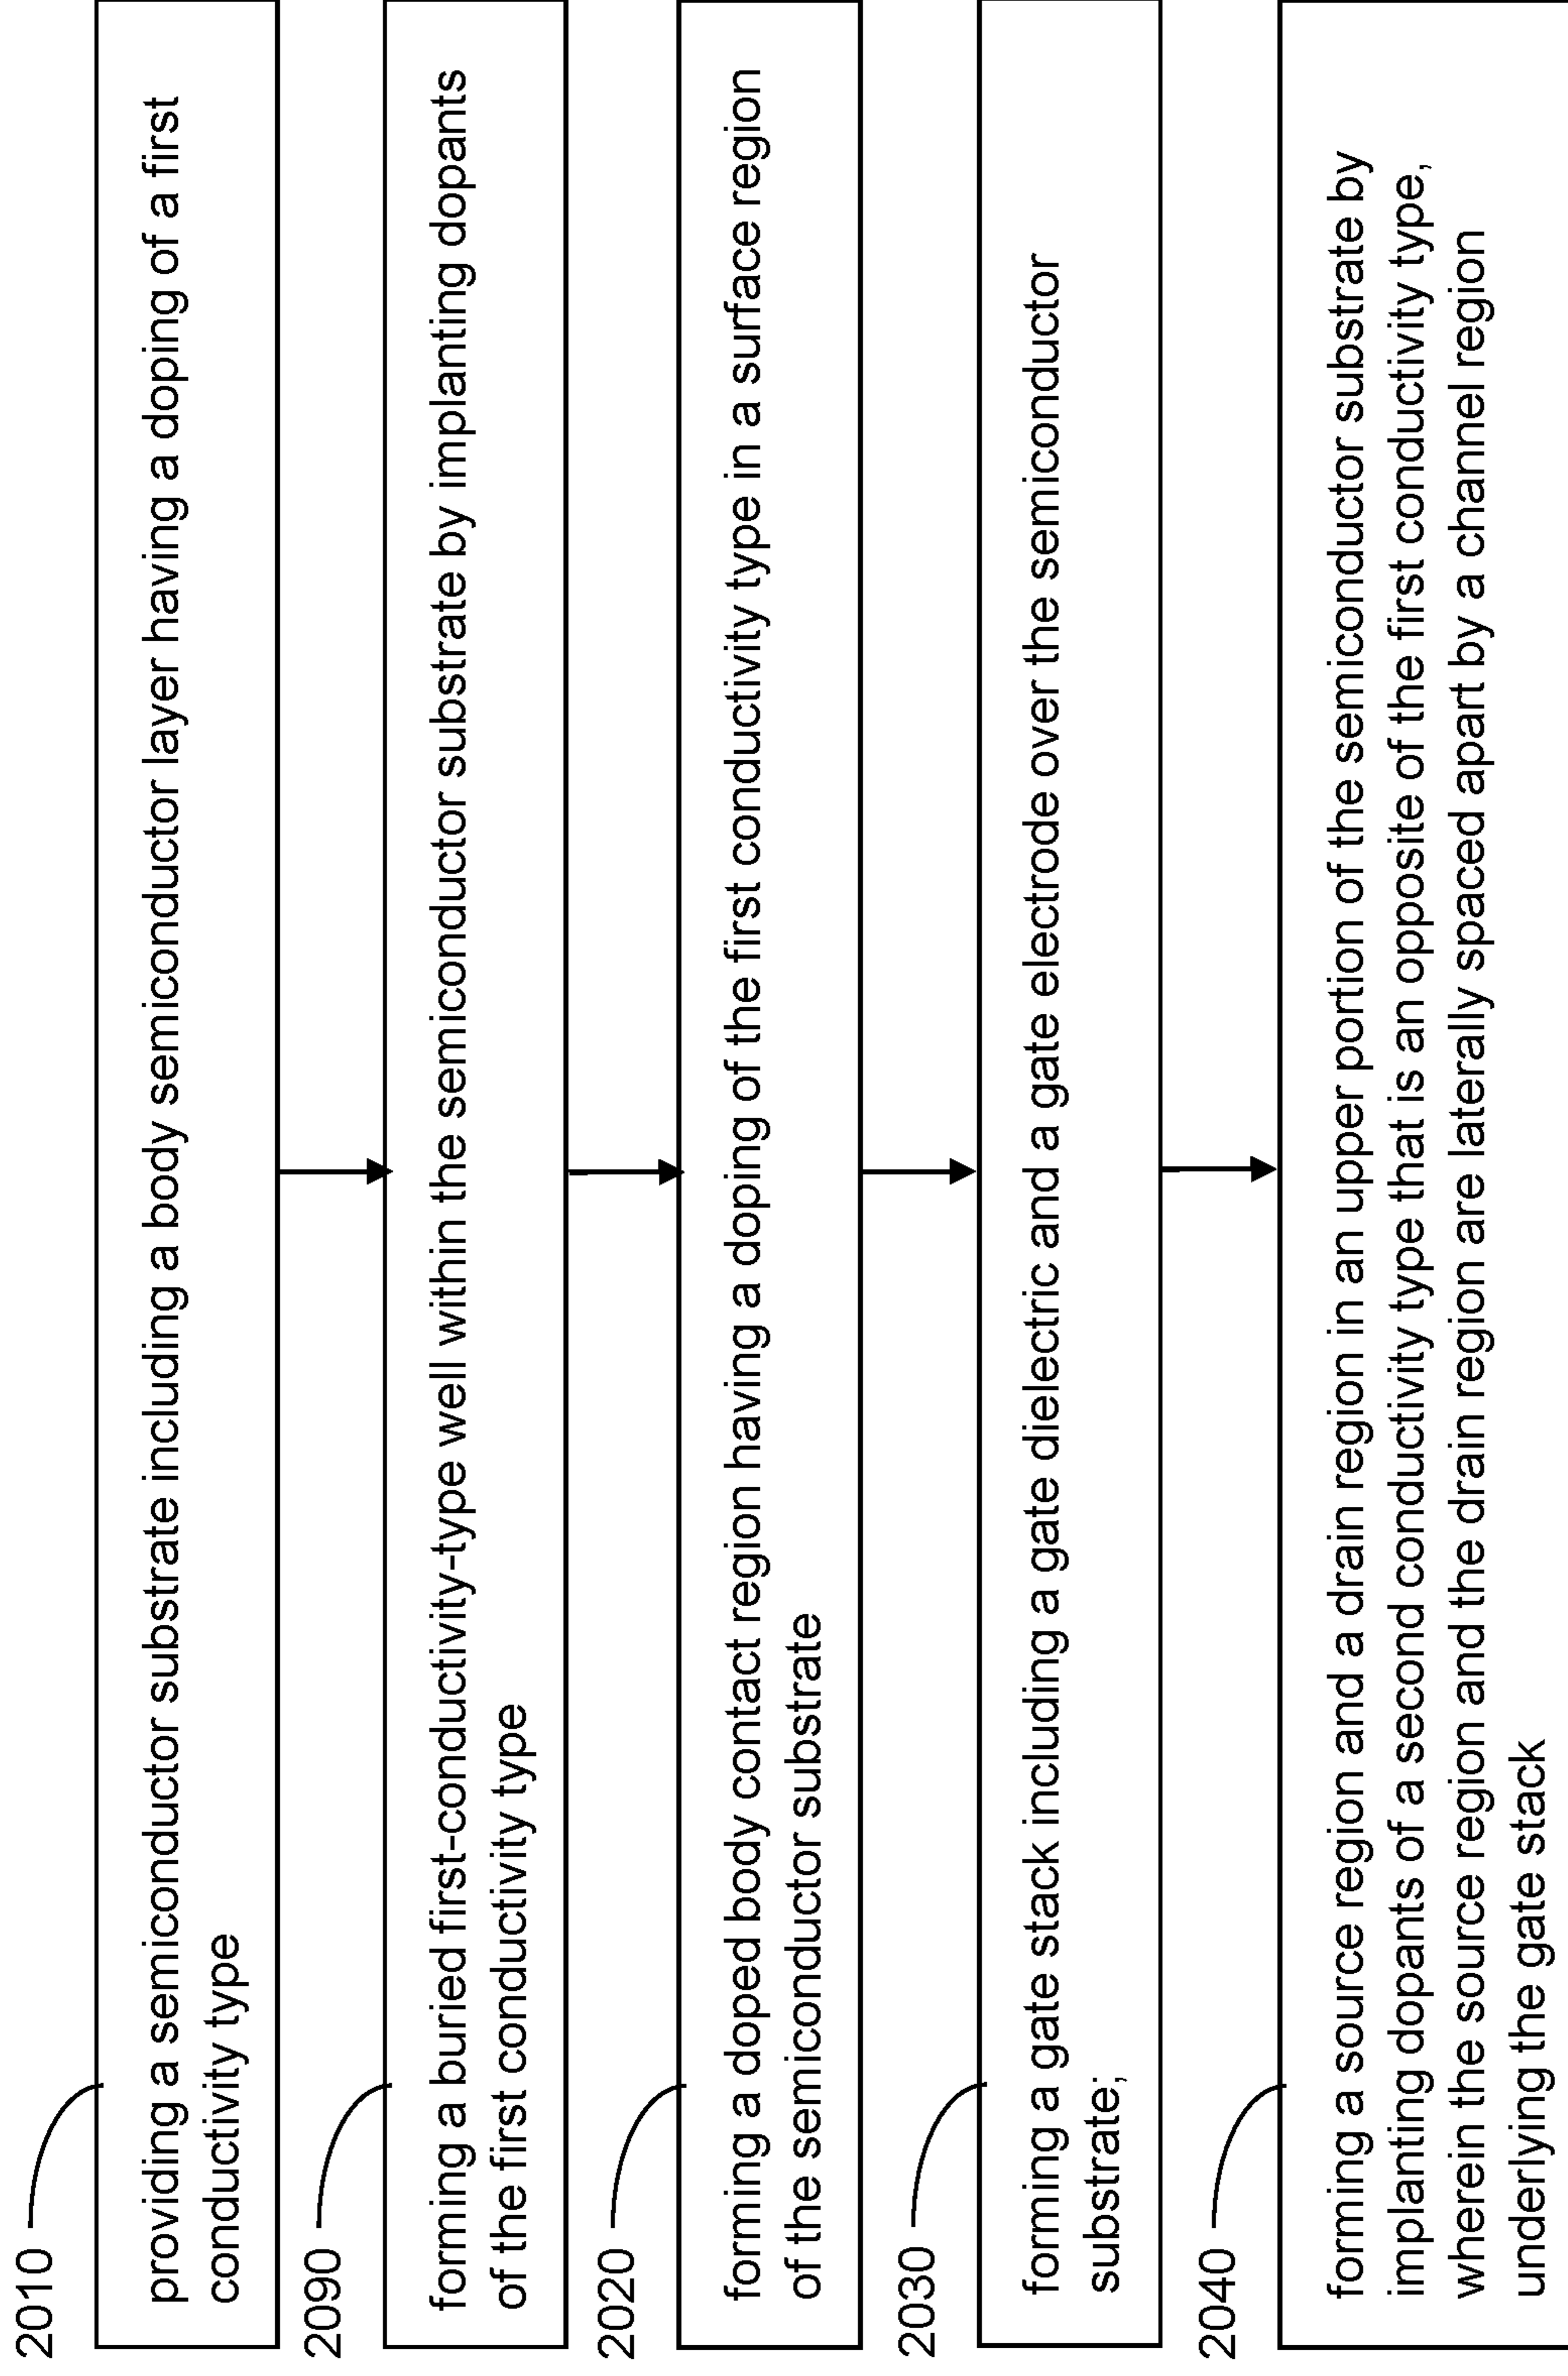 2010
providing a semiconductor substrate including a body semiconductor layer having a doping of a first
conductivity type
2090
forming a buried first-conductivity-type well within the semiconductor substrate by implanting dopants
of the first conductivity type
2020
forming a doped body contact region having a doping of the first conductivity type in a surface region
of the semiconductor substrate
2030
forming a gate stack including a gate dielectric and a gate electrode over the semiconductor
substrate;
2040
forming a source region and a drain region in an upper portion of the semiconductor substrate by
implanting dopants of a second conductivity type that is an opposite of the first conductivity type,
wherein the source region and the drain region are laterally spaced apart by a channel region
underlying the gate stack